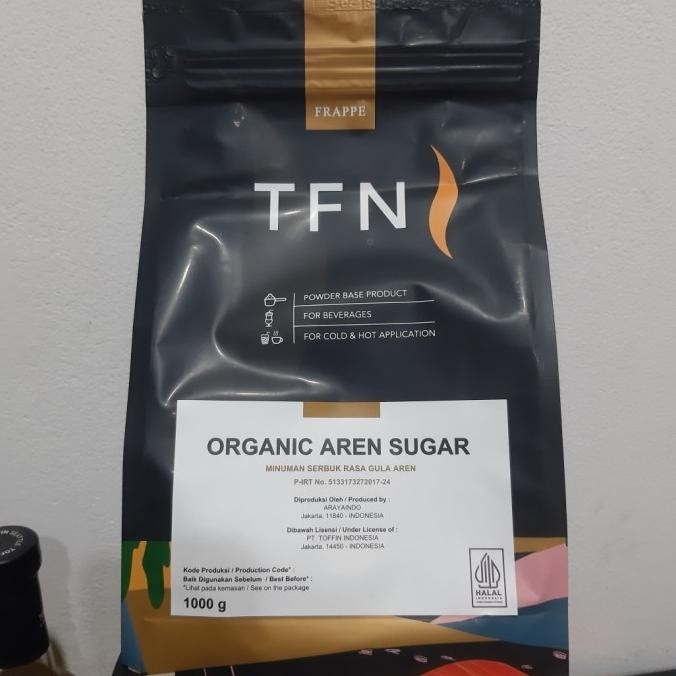 FRAPPE
TFN
POWDER BASE PRODUCT
FOR BEVERAGES
FOR COLD & HOT APPLICATION
ORGANIC AREN SUGAR
MINUMAN SERBUK RASA GULA AREN
P-IRT No. 5133173272017-24
Diproduksi Oleh / Produced by :
ARAYAINDO
Jakarta, 11840 - INDONESIA
Dibawah Lisensi / Under License of :
PT. TOFFIN INDONESIA
Jakarta, 14450 - INDONESIA
Kode Produksi / Production Code* :
Baik Digunakan Sebelum / Best Before* :
*Lihat pada kemasan / See on the package
1000 g
HALAL
INDONESIA